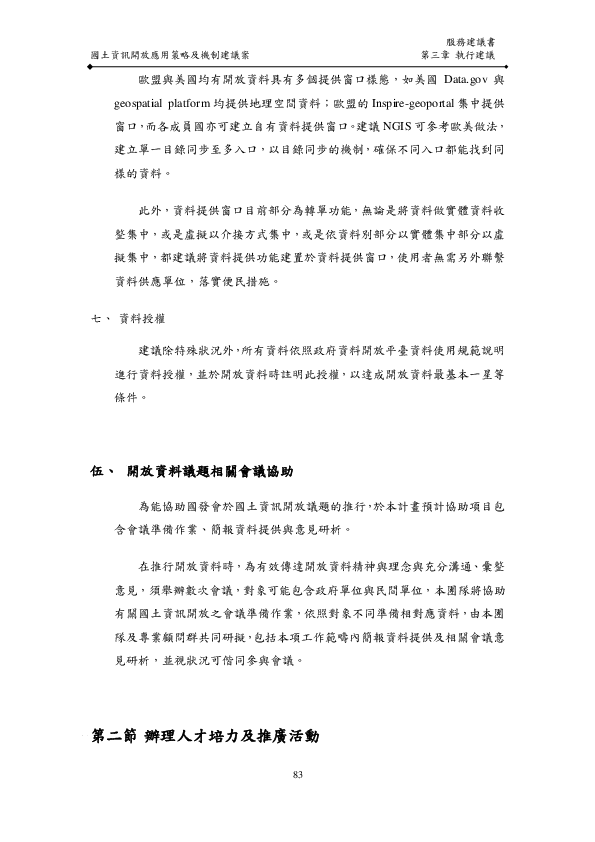 服務建議書
國土資訊開放應用策略及機制建議案
第三章 執行建議
歐盟與美國均有開放資料具有多個提供窗口樣態，如美國 Data.gov 與
geospatial platform 均提供地理空間資料；歐盟的 Inspire-geoportal 集中提供
窗口，而各成員國亦可建立自有資料提供窗口。建議 NGIS 可參考歐美做法，
建立單一目錄同步至多入口，以目錄同步的機制，確保不同入口都能找到同
樣的資料。
此外，資料提供窗口目前部分為轉單功能，無論是將資料做實體資料收
整集中，或是虛擬以介接方式集中，或是依資料別部分以實體集中部分以虛
擬集中，都建議將資料提供功能建置於資料提供窗口，使用者無需另外聯繫
資料供應單位，落實便民措施。
七、 資料授權
建議除特殊狀況外，所有資料依照政府資料開放平臺資料使用規範說明
進行資料授權，並於開放資料時註明此授權，以達成開放資料最基本一星等
條件。
伍、 開放資料議題相關會議協助
為能協助國發會於國土資訊開放議題的推行，於本計畫預計協助項目包
含會議準備作業、簡報資料提供與意見研析。
在推行開放資料時，為有效傳達開放資料精神與理念與充分溝通、彙整
意見，須舉辦數次會議，對象可能包含政府單位與民間單位，本團隊將協助
有關國土資訊開放之會議準備作業，依照對象不同準備相對應資料，由本團
隊及專業顧問群共同研擬，包括本項工作範疇內簡報資料提供及相關會議意
見研析，並視狀況可偕同參與會議。
第二節 辦理人才培力及推廣活動
83